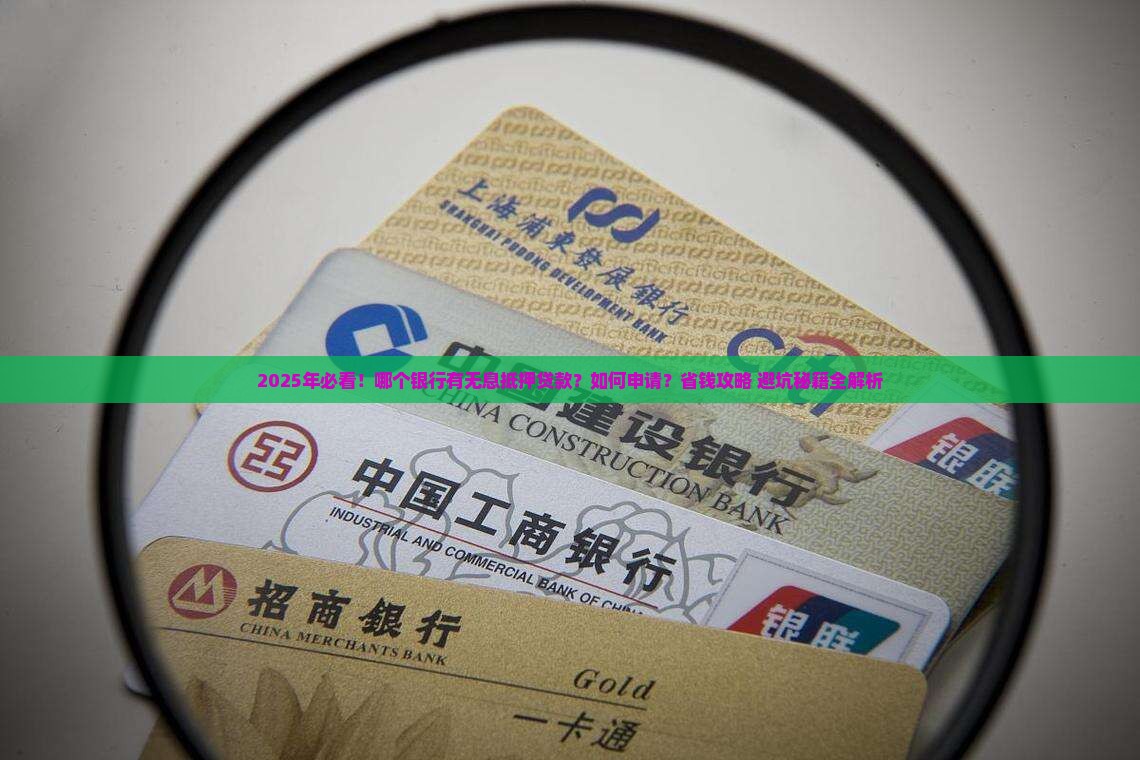 上海浦東發展銀行
SHANGHAI PUDONG DEVELOPMENT BANK
citi
银联
2025年必看！哪个银行有无息抵押贷款？如何申请？省钱攻略 避坑秘籍全解析
中国建设银行
CHINA CONSTRUCTION BANK
中国工商银行
INDUSTRIAL AND COMMERCIAL BANK OF CHINA
银联
招商銀行
CHINA MERCHANTS BANK
Gold
一卡通